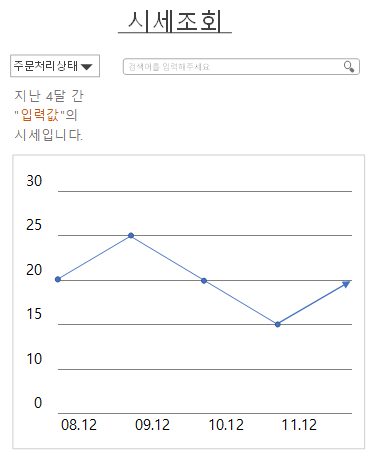 시세조회
주문처리상태
검색어를 입력해주세요
지난 4달 간
"입력값"의
시세입니다.
30
25
20
15
10
0
08.12 09.12 10.12 11.12